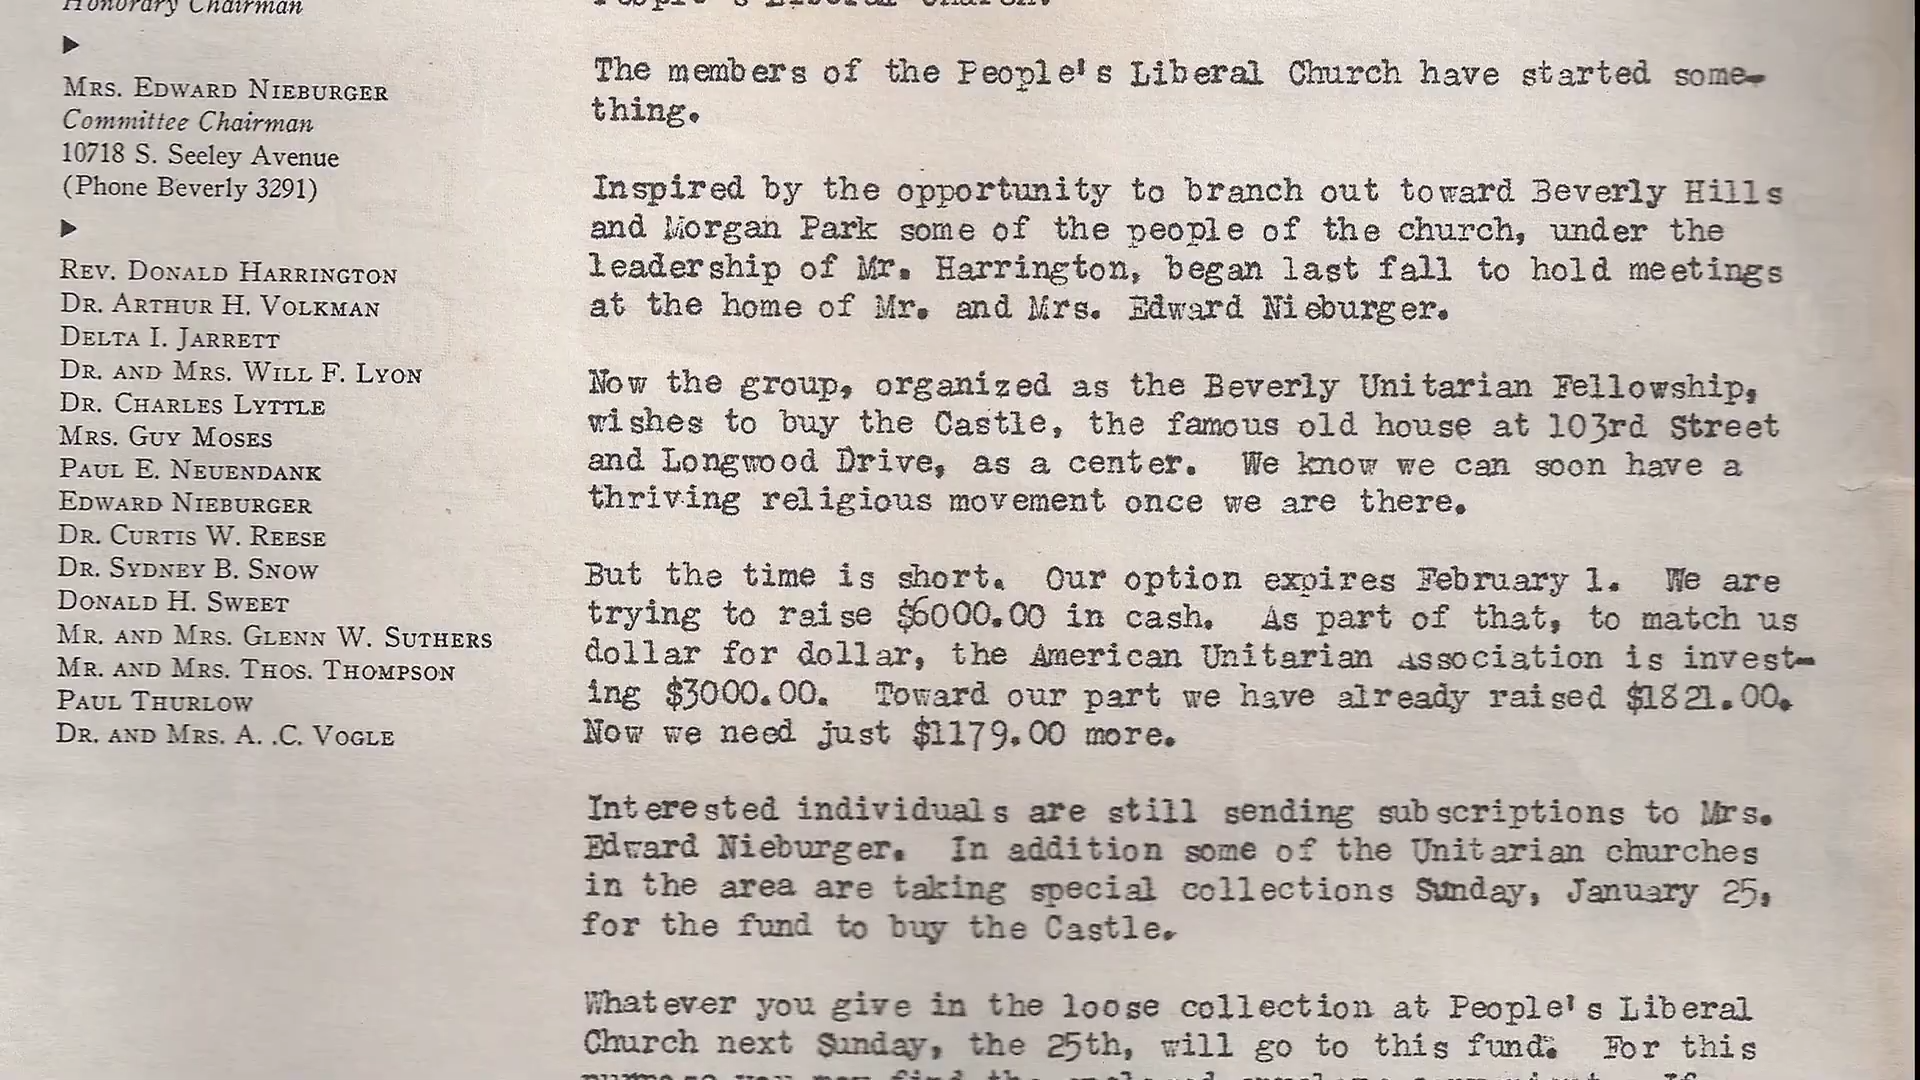 Honorary Chairman
MRS. EDWARD NIEBURGER
Committee Chairman
10718 S. Seeley Avenue
(Phone Beverly 3291)
REV. DONALD HARRINGTON
DR. ARTHUR H. VOLKMAN
DELTA I. JARRETT
DR. AND MRS. WILL F. LYON
DR. CHARLES LYTTLE
MRS. GUY MOSES
PAUL E. NEUENDANK
EDWARD NIEBURGER
DR. CURTIS W. REESE
DR. SYDNEY B. SNOW
DONALD H. SWEET
MR. AND MRS. GLENN W. SUTHERS
MR. AND MRS. THOS. THOMPSON
PAUL THURLOW
DR. AND MRS. A. .C. VOGLE
People's Liberal Church.
The members of the People's Liberal Church have started some-
thing.
Inspired by the opportunity to branch out toward Beverly Hills
and Morgan Park some of the people of the church, under the
leadership of Mr. Harrington, began last fall to hold meetings
at the home of Mr. and Mrs. Edward Nieburger.
Now the group, organized as the Beverly Unitarian Fellowship,
wishes to buy the Castle, the famous old house at 103rd Street
and Longwood Drive, as a center. We know we can soon have a
thriving religious movement once we are there.
But the time is short. Our option expires February 1. We are
trying to raise $6000.00 in cash. As part of that, to match us
dollar for dollar, the American Unitarian Association is invest-
ing $3000.00. Toward our part we have already raised $1821.00.
Now we need just $1179.00 more.
Interested individuals are still sending subscriptions to Mrs.
Edward Nieburger. In addition some of the Unitarian churches
in the area are taking special collections Sunday, January 25,
for the fund to buy the Castle.
Whatever you give in the loose collection at People's Liberal
Church next Sunday, the 25th, will go to this fund. For this